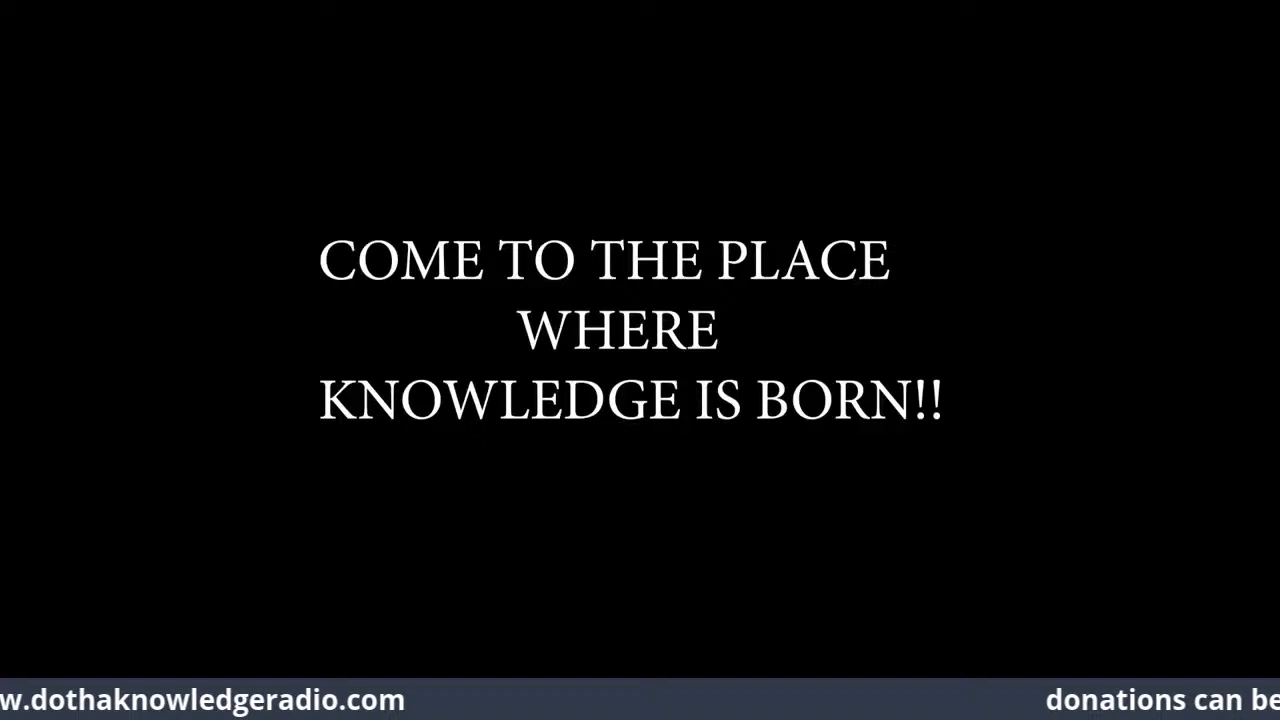 COME TO THE PLACE
WHERE
KNOWLEDGE IS BORN!!
w.dothaknowledgeradio.com donations can be